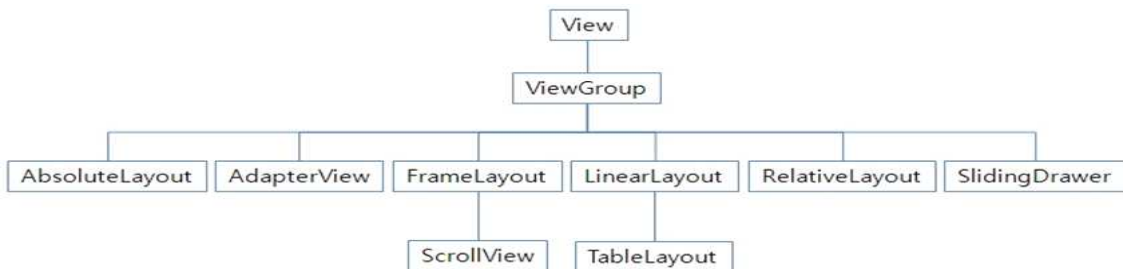 View
ViewGroup
AbsoluteLayout AdapterView FrameLayout LinearLayout RelativeLayout SlidingDrawer
ScrollView TableLayout